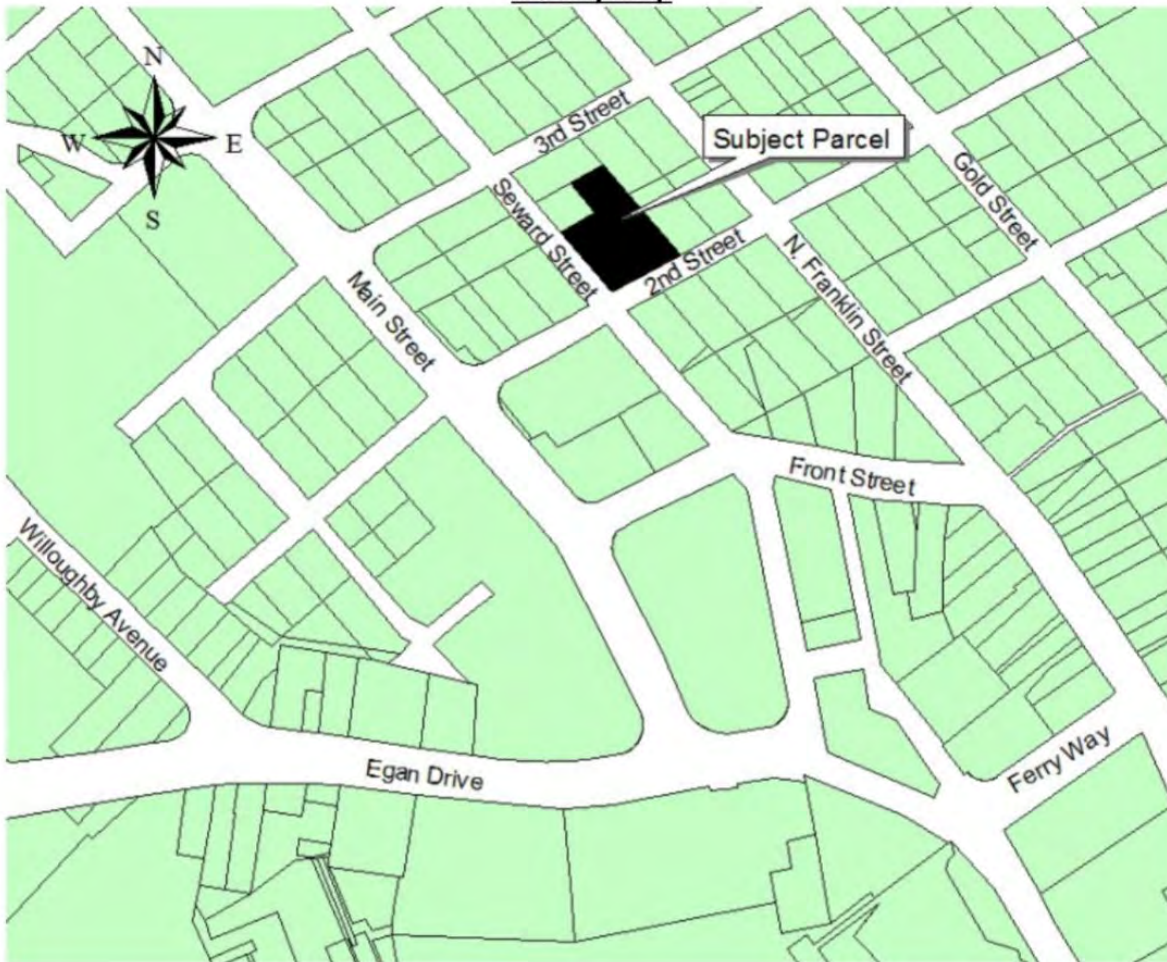 N
W
E
S
3rd Street
Subject Parcel
Gold Street
Seward Street
2nd Street
N. Franklin Street
Main Street
Front Street
Willoughby Avenue
Egan Drive
Ferry Way